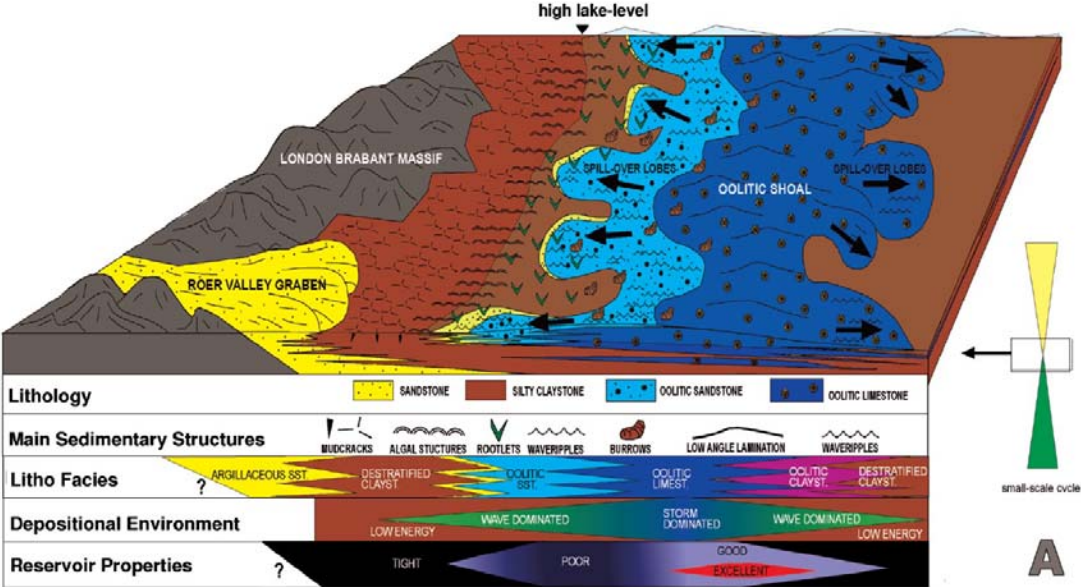 high lake-level
LONDON BRABANT MASSIF
SPILL-OVER LOBES
SPILL-OVER LOBES
OOLITIC SHOAL
ROER VALLEY GRABEN
Lithology
SANDSTONE
SILTY CLAYSTONE
OOLITIC SANDSTONE
OOLITIC LIMESTONE
Main Sedimentary Structures
MUDCRACKS
ALGAL STUCTURES
ROOTLETS
WAVERIPPLES
BURROWS
LOW ANGLE LAMINATION
WAVERIPPLES
Litho Facies
?
ARGILLACEOUS SST.
DESTRATIFIED
CLAYST.
OOLITIC
SST.
OOLITIC
LIMEST.
OOLITIC
CLAYST.
DESTRATIFIED
CLAYST.
small-scale cycle
Depositional Environment
LOW ENERGY
WAVE DOMINATED
STORM
DOMINATED
WAVE DOMINATED
LOW ENERGY
Reservoir Properties
?
TIGHT
POOR
GOOD
EXCELLENT
A